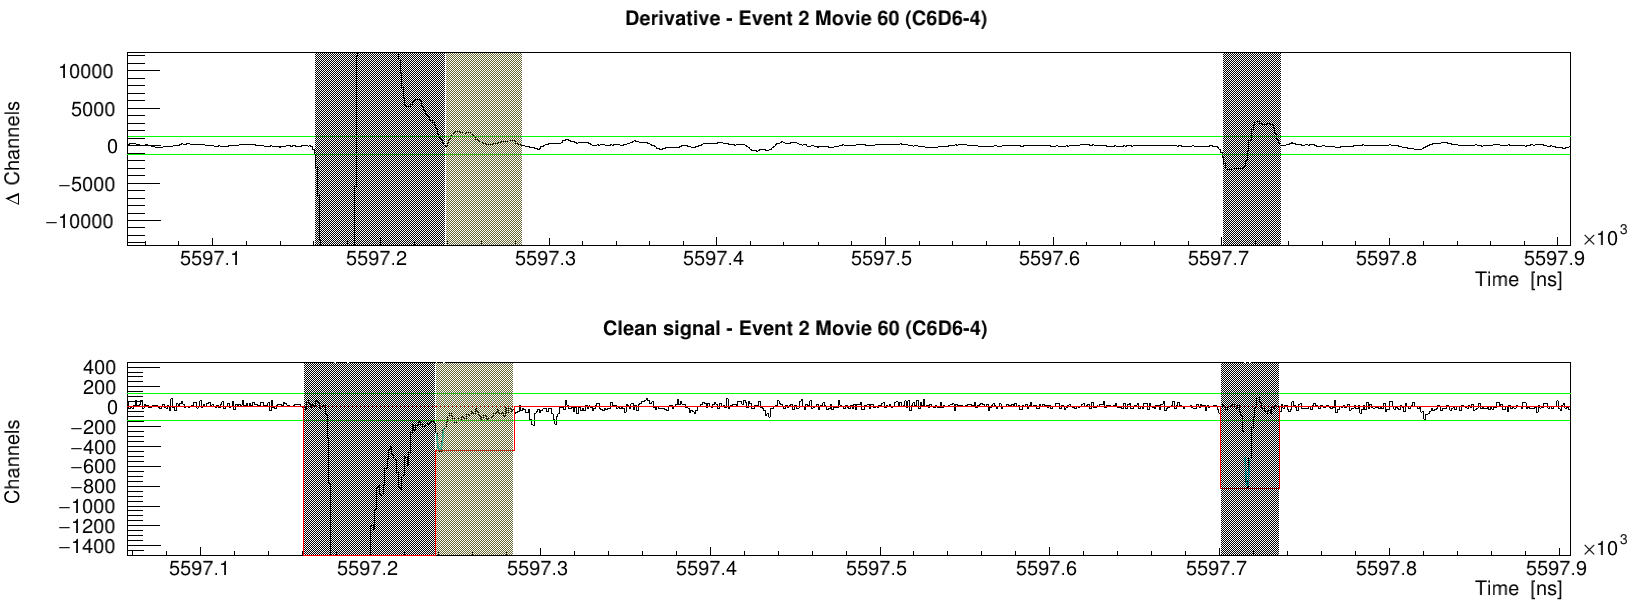 Derivative - Event 2 Movie 60 (C6D6-4)
Δ Channels
10000
5000
0
−5000
−10000
5597.1 5597.2 5597.3 5597.4 5597.5 5597.6 5597.7 5597.8 5597.9
×10³
Time [ns]
Clean signal - Event 2 Movie 60 (C6D6-4)
Channels
400
200
0
−200
−400
−600
−800
−1000
−1200
−1400
5597.1 5597.2 5597.3 5597.4 5597.5 5597.6 5597.7 5597.8 5597.9
×10³
Time [ns]